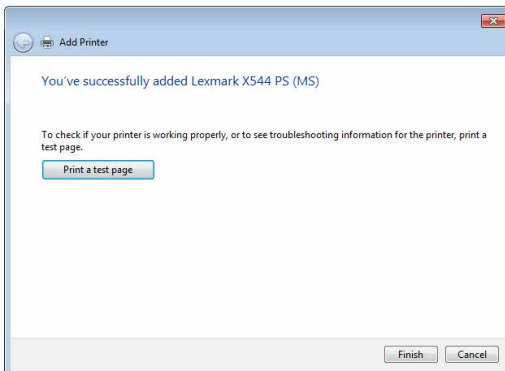 Add Printer
You've successfully added Lexmark X544 PS (MS)
To check if your printer is working properly, or to see troubleshooting information for the printer, print a
test page.
Print a test page
Finish Cancel